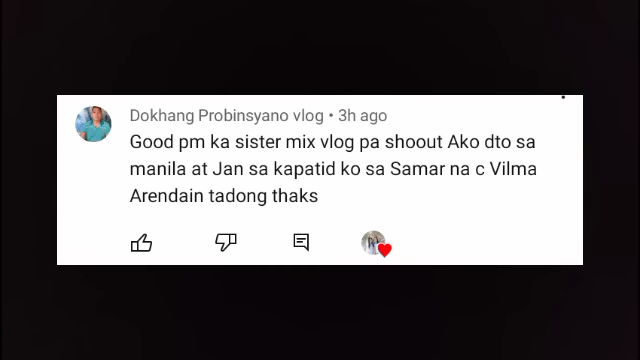 Dokhang Probinsyano vlog • 3h ago
Good pm ka sister mix vlog pa shoout Ako dto sa
manila at Jan sa kapatid ko sa Samar na c Vilma
Arendain tadong thaks